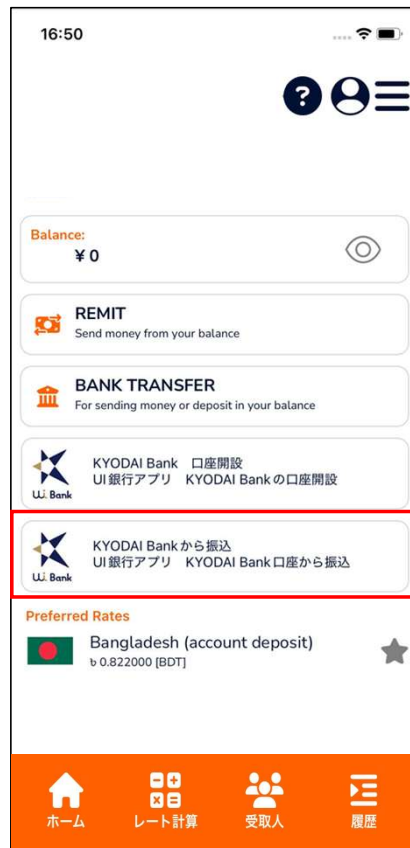 16:50
?
Balance:
¥ 0
REMIT
Send money from your balance
BANK TRANSFER
For sending money or deposit in your balance
KYODAI Bank 口座開設
UI銀行アプリ KYODAI Bankの口座開設
UI Bank
KYODAI Bankから振込
UI銀行アプリ KYODAI Bank口座から振込
UI Bank
Preferred Rates
Bangladesh (account deposit)
৳ 0.822000 [BDT]
ホーム レート計算 受取人 履歴